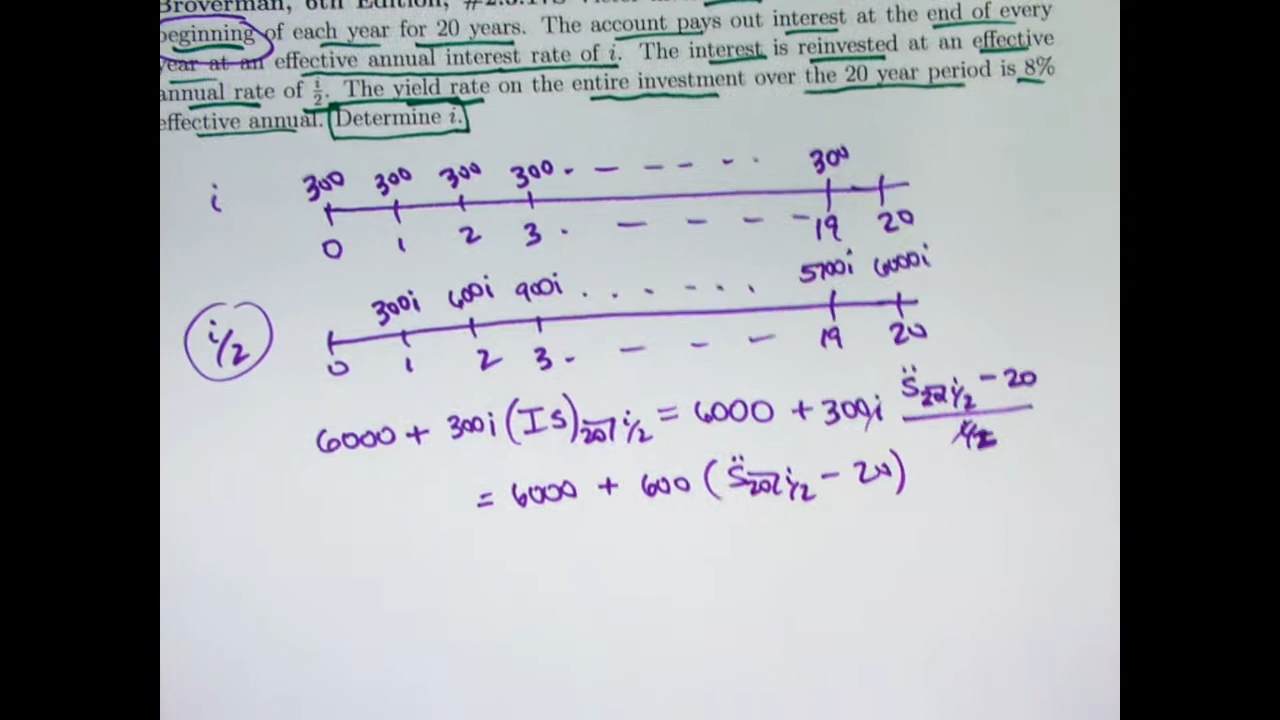 Broverman, 6th Edition,
beginning of each year for 20 years. The account pays out interest at the end of every
year at an effective annual interest rate of i. The interest is reinvested at an effective
annual rate of i/2. The yield rate on the entire investment over the 20 year period is 8%
effective annual. Determine i.
i 300 300 300 300 . — — — . . 300
0 1 2 3 . — — — — 19 20
300i 600i 900i . . . - . . . 5700i 6000i
i/2
0 1 2 3 . — — — 19 20
6000 + 300i (Is)20⌉i/2 = 6000 + 300i (s̈20⌉i/2 − 20)/(i/2)
= 6000 + 600 (s̈20⌉i/2 − 20)